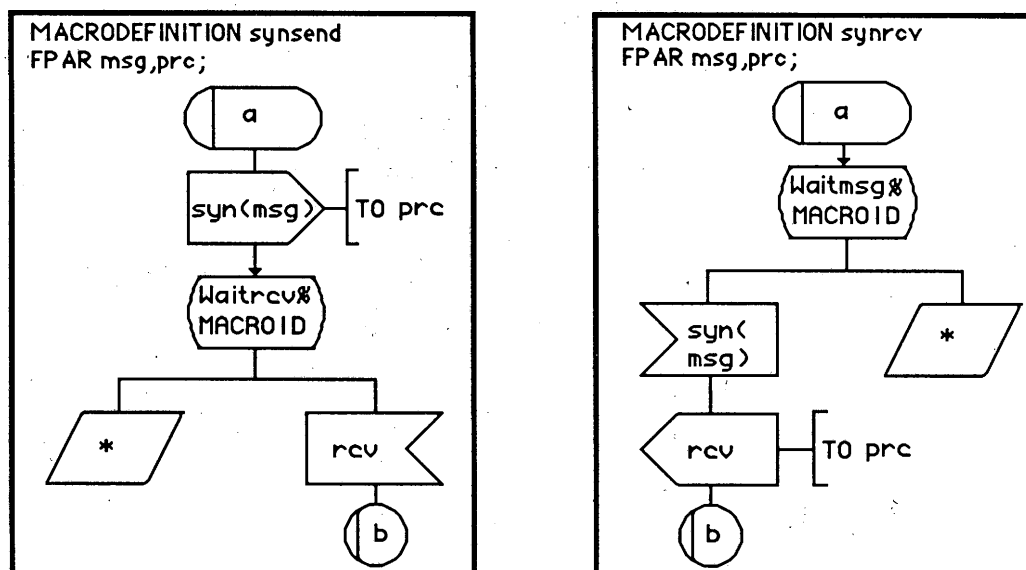 MACRODEFINITION synsend
FPAR msg,prc;
a
syn(msg)
TO prc
Waitrcv%
MACROID
*
rcv
b
MACRODEFINITION synrcv
FPAR msg,prc;
a
Waitmsg%
MACROID
syn(
msg)
*
rcv
TO prc
b